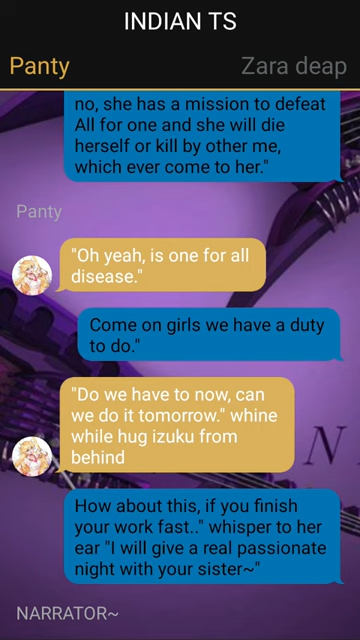 INDIAN TS
Panty Zara deap
no, she has a mission to defeat
All for one and she will die
herself or kill by other me,
which ever come to her."
Panty
"Oh yeah, is one for all
disease."
Come on girls we have a duty
to do."
"Do we have to now, can
we do it tomorrow." whine
while hug izuku from
behind
N
How about this, if you finish
your work fast.." whisper to her
ear "I will give a real passionate
night with your sister~"
NARRATOR~